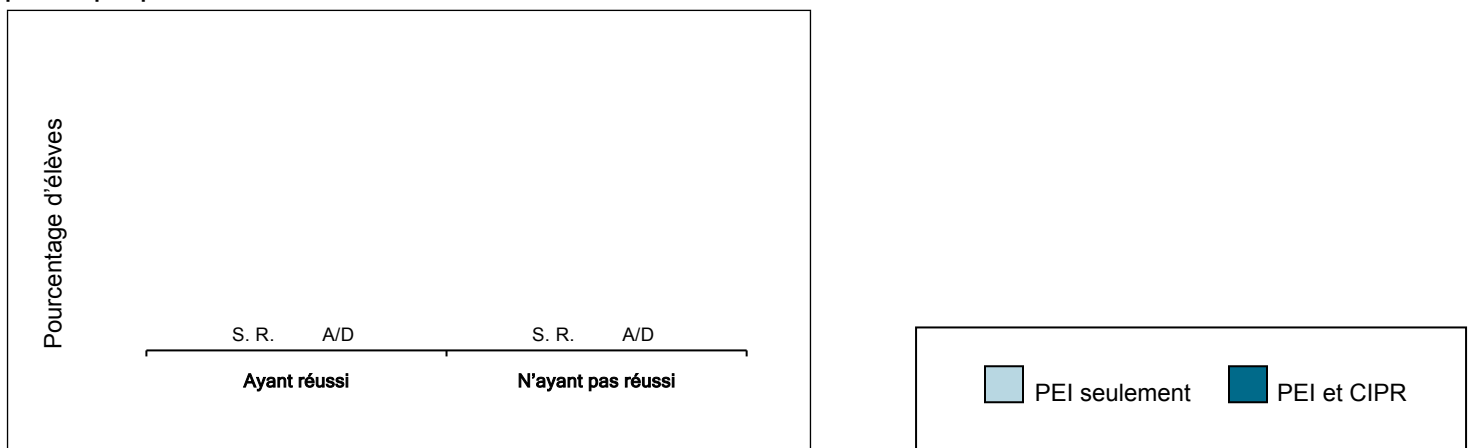 Pourcentage d'élèves
S. R. A/D S. R. A/D
Ayant réussi N'ayant pas réussi
PEI seulement PEI et CIPR